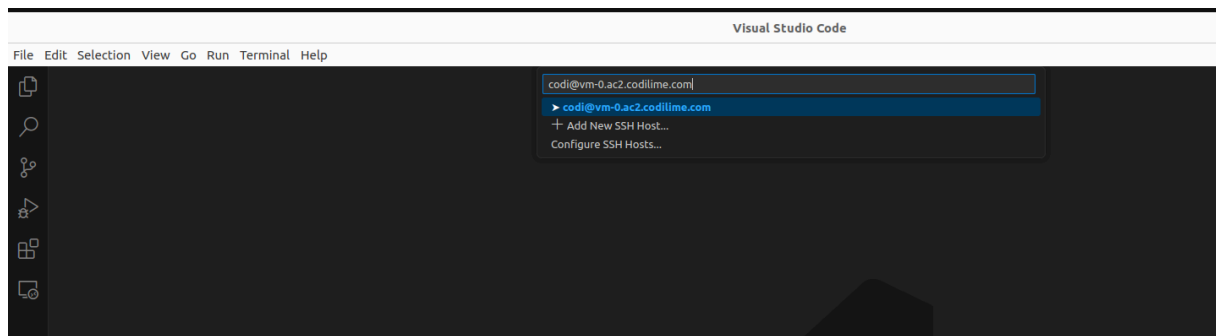 Visual Studio Code
File Edit Selection View Go Run Terminal Help
codi@vm-0.ac2.codilime.com
➤ codi@vm-0.ac2.codilime.com
+ Add New SSH Host...
Configure SSH Hosts...